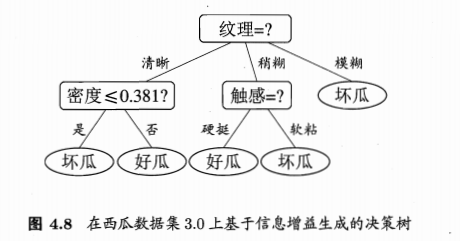 纹理=?
清晰 稍糊 模糊
密度≤0.381? 触感=? 坏瓜
是 否 硬挺 软粘
坏瓜 好瓜 好瓜 坏瓜
图 4.8 在西瓜数据集3.0上基于信息增益生成的决策树